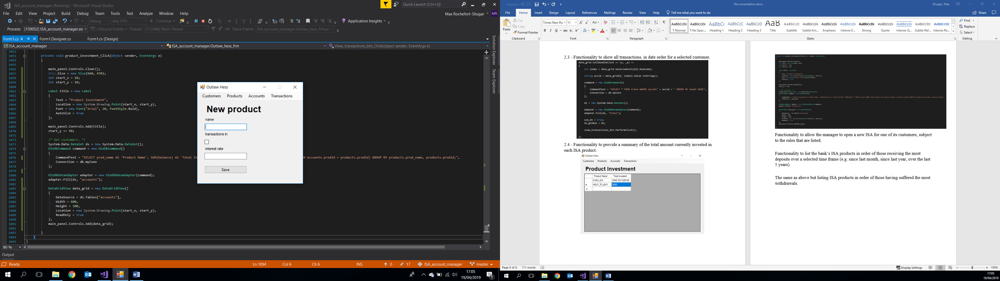 ISA_account_manager (Running) - Microsoft Visual Studio
Quick Launch (Ctrl+Q)
File Edit View Project Build Debug Team Tools Test Analyze Window Help
Max Rochefort-Shugar MR
Debug Any CPU Continue Application Insights
Process: [159052] ISA_account_manager.ex Lifecycle Events Thread: [112488] Main Thread Stack Frame: ISA_account_manager.Outlaw_hess_frm.pr
Form1.cs Form1.Designer.cs Form1.cs [Design]
ISA_account_manager ISA_account_manager.Outlaw_hess_frm View_transactions_btn_Click(object sender, EventArgs e)
Solution Explorer
Team Explorer
1052
1053 private void product_investment_Click(object sender, EventArgs e)
1054 {
1055
1056 main_panel.Controls.Clear();
1057 this.Size = new Size(660, 430);
1058 int start_x = 10;
1059 int start_y = 10;
1060
1061 Label title = new Label
1062 {
1063 Text = "Product Investment",
1064 Location = new System.Drawing.Point(start_x, start_y),
1065 Font = new Font("Arial", 20, FontStyle.Bold),
1066 AutoSize = true
1067 };
1068
1069 main_panel.Controls.Add(title);
1070 start_y += 40;
1071
1072 /* Get customers. */
1073 System.Data.DataSet ds = new System.Data.DataSet();
1074 OleDbCommand command = new OleDbCommand()
1075 {
1076 CommandText = "SELECT prod_name AS 'Product Name', SUM(balance) AS 'Total In N accounts.prodid = products.prodid) GROUP BY products.prod_name, products.prodid;",
1077 Connection = db.myConn
1078 };
1079
1080 OleDbDataAdapter adapter = new OleDbDataAdapter(command);
1081 adapter.Fill(ds, "accounts");
1082
1083 DataGridView data_grid = new DataGridView()
1084 {
1085 DataSource = ds.Tables["accounts"],
1086 Width = 600,
1087 Height = 300,
1088 Location = new System.Drawing.Point(start_x, start_y),
1089 ReadOnly = true
1090 };
1091 main_panel.Controls.Add(data_grid);
1092
1093 }
1094 }
1095 }
80 %
Output
Ready Ln 1094 Col 6 Ch 6 INS 0 17 ISA_account_manager master
17:05
19/04/2019
1
Outlaw Hess
Customers Products Accounts Transactions
New product
name
transactions in
interest rate
Save
AutoSave Off Documentation.docx Shugar, Max
File Home Insert Design Layout References Mailings Review View Help Tell me what you want to do Share
Paste Cut Copy Format Painter
Times New Ro 11
AaBbCcDc AaBbCcDc AaBbCc AaBbCcD AaBbCcD AaB AaBbCcD AaBbCcDc AaBbCcDc AaBbCcDc AaBbCcDc AaBbCcDc AaBbCcDc AaBbCcDc AABBCCDC
¶ Normal ¶ No Spac... Heading 1 Heading 2 Heading 3 Title Subtitle Subtle Em... Emphasis Intense E... Strong Quote Intense Q... Subtle Ref... Intense Re...
Find Replace Select
Clipboard Font Paragraph Styles Editing
2.3 - Functionality to show all transactions, in date order for a selected customer.
data_grid.CellDoubleClick += (s, _e) =>
{
int index = data_grid.SelectedCells[0].RowIndex;
string accid = data_grid[0, index].Value.ToString();
command = new OleDbCommand()
{
CommandText = "SELECT * FROM tranx WHERE accid=" + accid + " ORDER BY event DESC",
Connection = db.myConn
};
ds = new System.Data.DataSet();
adapter = new OleDbDataAdapter(command);
adapter.Fill(ds, "tranx");
use_ds = true;
ds_global = ds;
view_transactions_btn.PerformClick();
};
2.4 - Functionality to provide a summary of the total amount currently invested in
each ISA product.
Outlaw Hess
Customers Products Accounts Transactions
Product Investment
'Product Name' 'Total Invested'
CASH_ISA 2949.1611328125
HELP_TO_BUY 8000
Functionality to allow the manager to open a new ISA for one of its customers, subject
to the rules that are listed.
Functionality to list the bank's ISA products in order of those receiving the most
deposits over a selected time frame (e.g. since last month, since last year, over the last
5 years).
The same as above but listing ISA products in order of those having suffered the most
withdrawals.
Page 8 of 8 711 words Display Settings 100%
17:05
19/04/2019